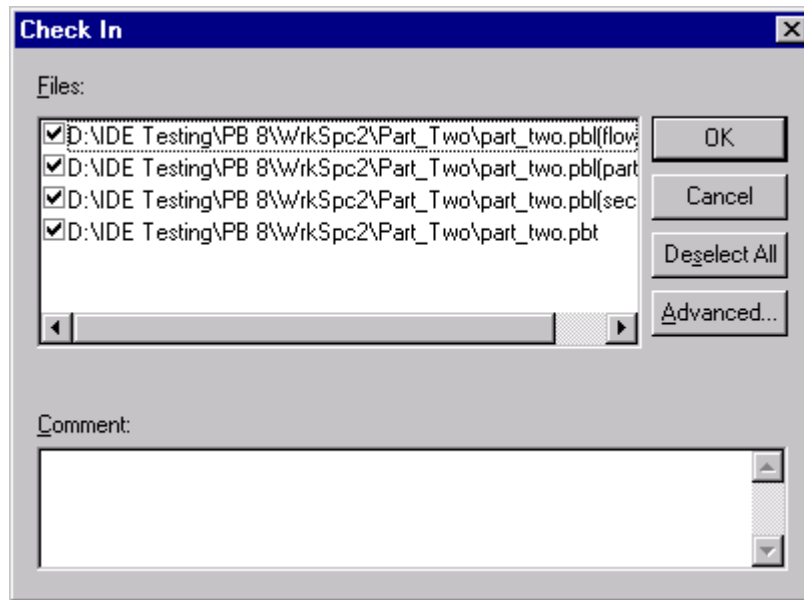 Check In
Files:
D:\IDE Testing\PB 8\WrkSpc2\Part_Two\part_two.pbl(flow
D:\IDE Testing\PB 8\WrkSpc2\Part_Two\part_two.pbl(part
D:\IDE Testing\PB 8\WrkSpc2\Part_Two\part_two.pbl(sec
D:\IDE Testing\PB 8\WrkSpc2\Part_Two\part_two.pbt
OK
Cancel
Deselect All
Advanced...
Comment: